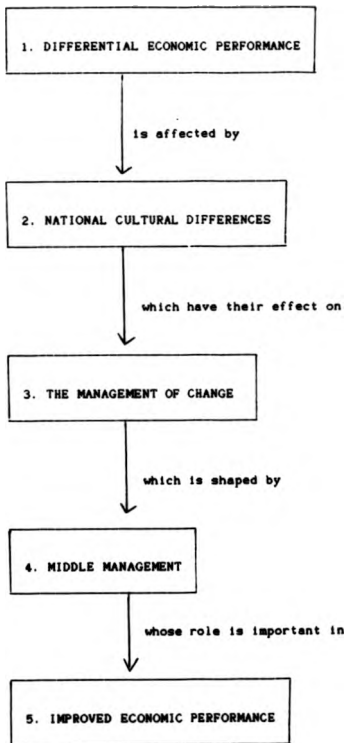 1. DIFFERENTIAL ECONOMIC PERFORMANCE
is affected by
2. NATIONAL CULTURAL DIFFERENCES
which have their effect on
3. THE MANAGEMENT OF CHANGE
which is shaped by
4. MIDDLE MANAGEMENT
whose role is important in
5. IMPROVED ECONOMIC PERFORMANCE